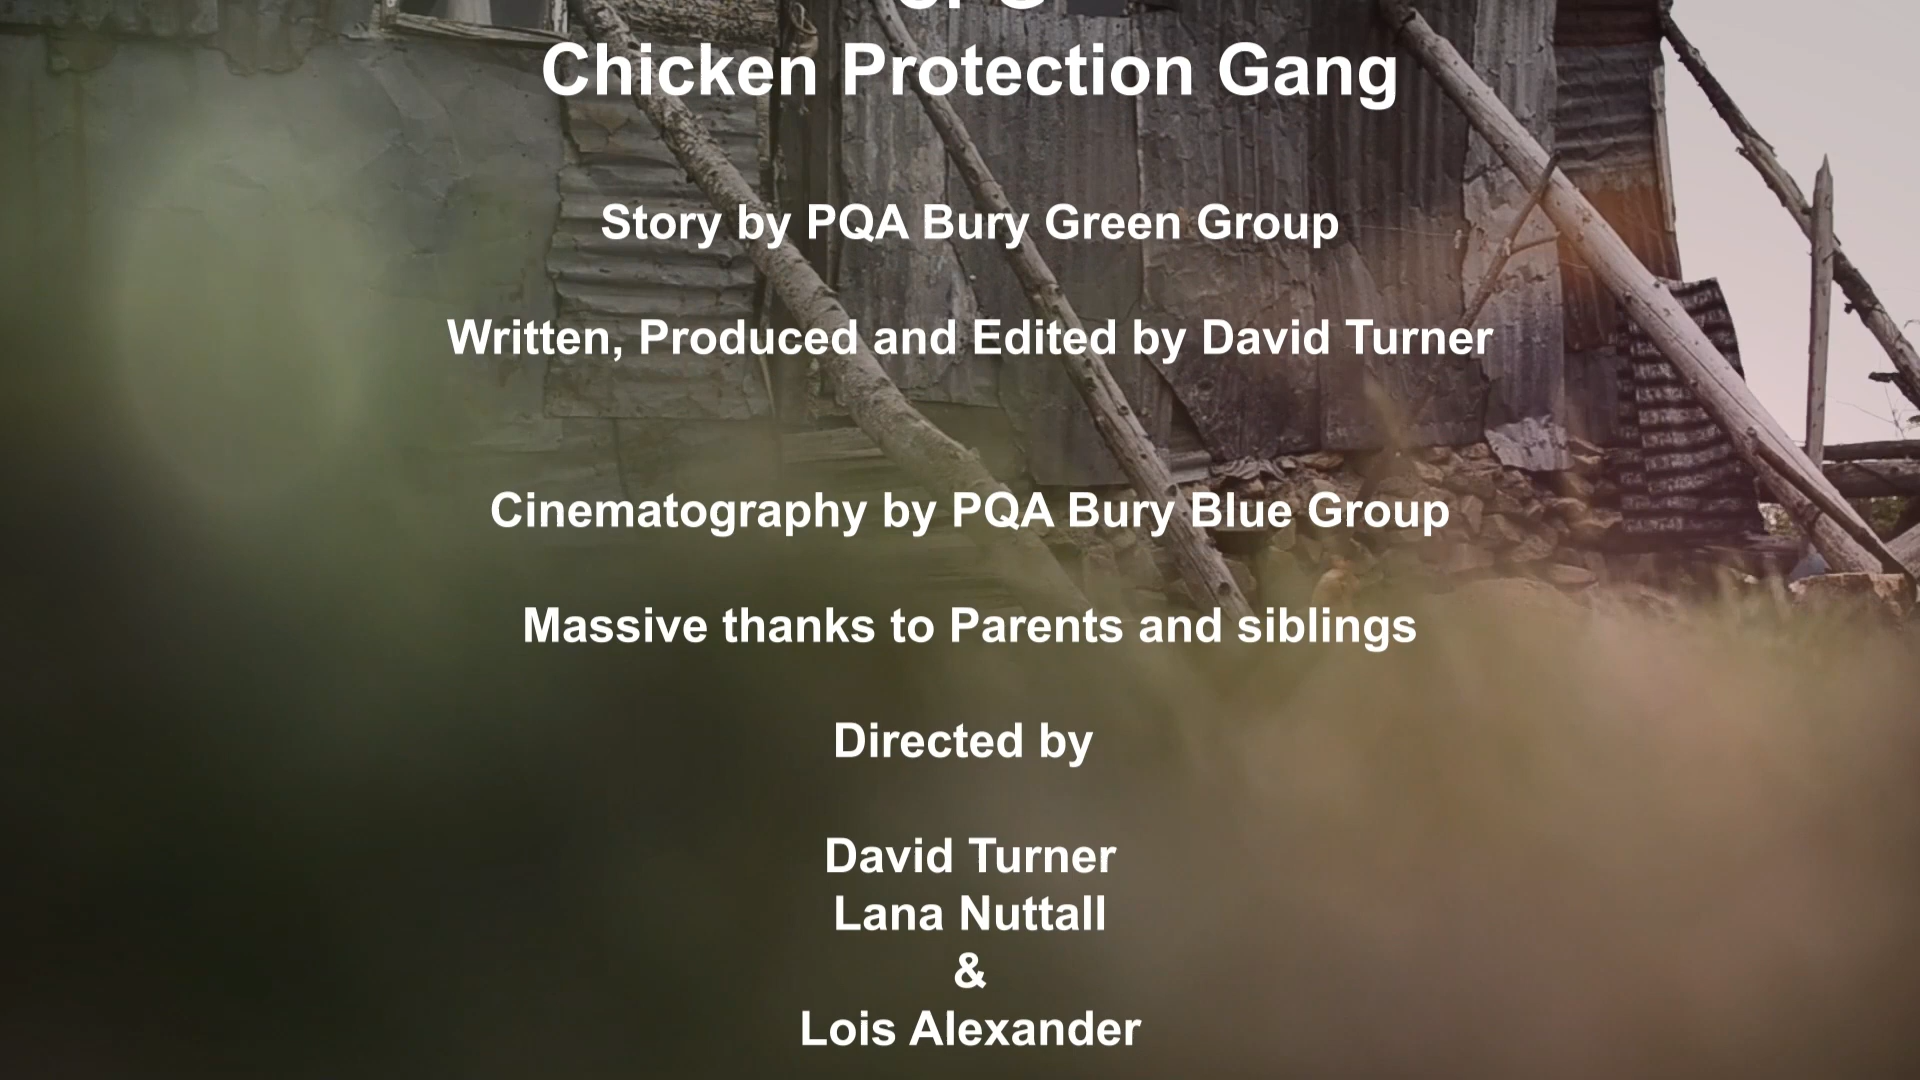 Chicken Protection Gang
Story by PQA Bury Green Group
Written, Produced and Edited by David Turner
Cinematography by PQA Bury Blue Group
Massive thanks to Parents and siblings
Directed by
David Turner
Lana Nuttall
&
Lois Alexander